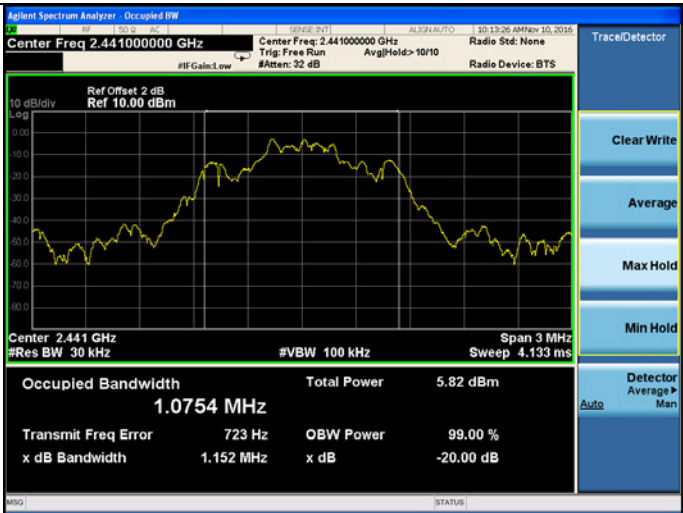 Agilent Spectrum Analyzer - Occupied BW
RF 50 Ω AC SENSE:INT ALIGNAUTO 10:13:26 AMNov 10, 2016
Center Freq 2.441000000 GHz
Center Freq: 2.441000000 GHz
Radio Std: None
Trig: Free Run Avg|Hold:> 10/10
#IFGain:Low #Atten: 32 dB
Radio Device: BTS
Trace/Detector
Ref Offset 2 dB
10 dB/div Ref 10.00 dBm
Log
0.00
-10.0
-20.0
-30.0
-40.0
-50.0
-60.0
-70.0
-80.0
Center 2.441 GHz Span 3 MHz
#Res BW 30 kHz #VBW 100 kHz Sweep 4.133 ms
Occupied Bandwidth Total Power 5.82 dBm
1.0754 MHz
Transmit Freq Error 723 Hz OBW Power 99.00 %
x dB Bandwidth 1.152 MHz x dB -20.00 dB
Clear Write
Average
Max Hold
Min Hold
Detector
Average▶
Auto Man
MSG STATUS